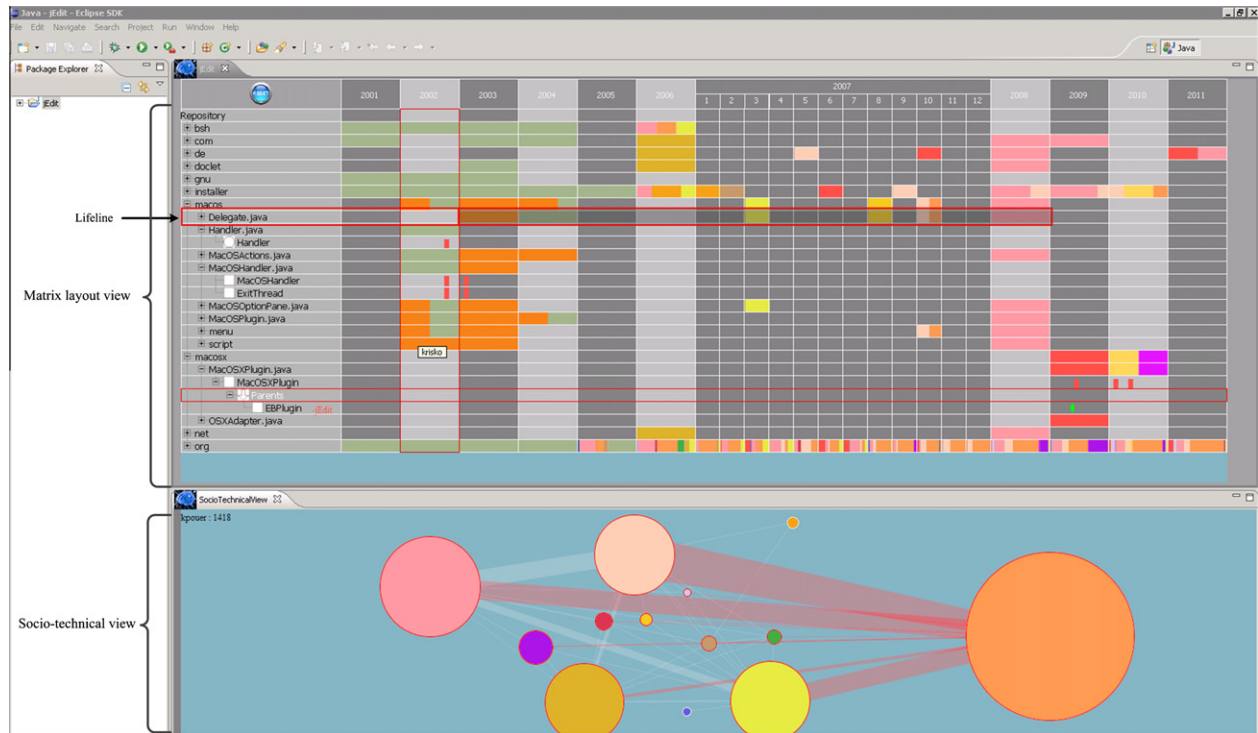 Java - jEdit - Eclipse SDK
File Edit Navigate Search Project Run Window Help
Java
Package Explorer
jEdit
jEdit
2001 2002 2003 2004 2005 2006 2007 2008 2009 2010 2011
1 2 3 4 5 6 7 8 9 10 11 12
Repository
bsh
com
de
doclet
gnu
installer
macos
Lifeline
Delegate.java
Handler.java
Handler
MacOSActions.java
MacOSHandler.java
MacOSHandler
Matrix layout view
ExitThread
MacOSOptionPane.java
MacOSPlugin.java
menu
script
krisko
macosx
MacOSXPlugin.java
MacOSXPlugin
Parents
EBPlugin -jEdit
OSXAdapter.java
net
org
SocioTechnicalView
kpouer : 1418
Socio-technical view